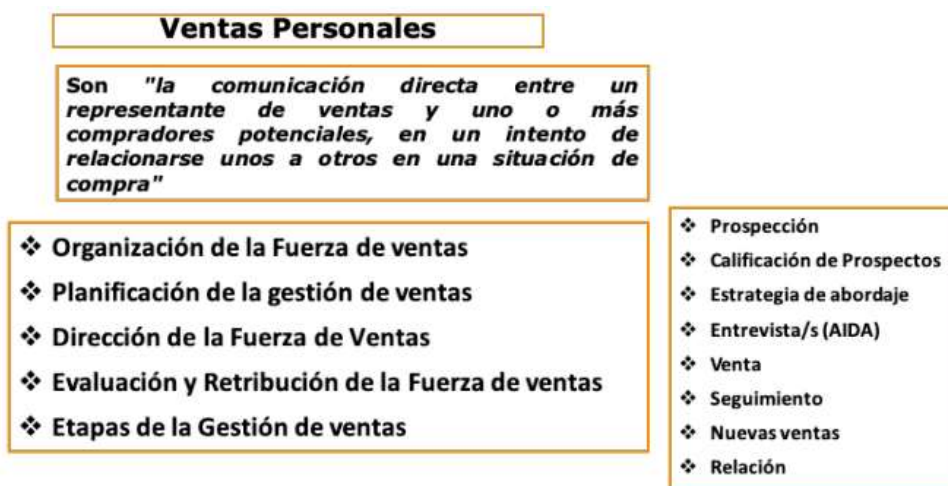 Ventas Personales
Son "la comunicación directa entre un
representante de ventas y uno o más
compradores potenciales, en un intento de
relacionarse unos a otros en una situación de
compra"
❖ Organización de la Fuerza de ventas
❖ Planificación de la gestión de ventas
❖ Dirección de la Fuerza de Ventas
❖ Evaluación y Retribución de la Fuerza de ventas
❖ Etapas de la Gestión de ventas
❖ Prospección
❖ Calificación de Prospectos
❖ Estrategia de abordaje
❖ Entrevista/s (AIDA)
❖ Venta
❖ Seguimiento
❖ Nuevas ventas
❖ Relación